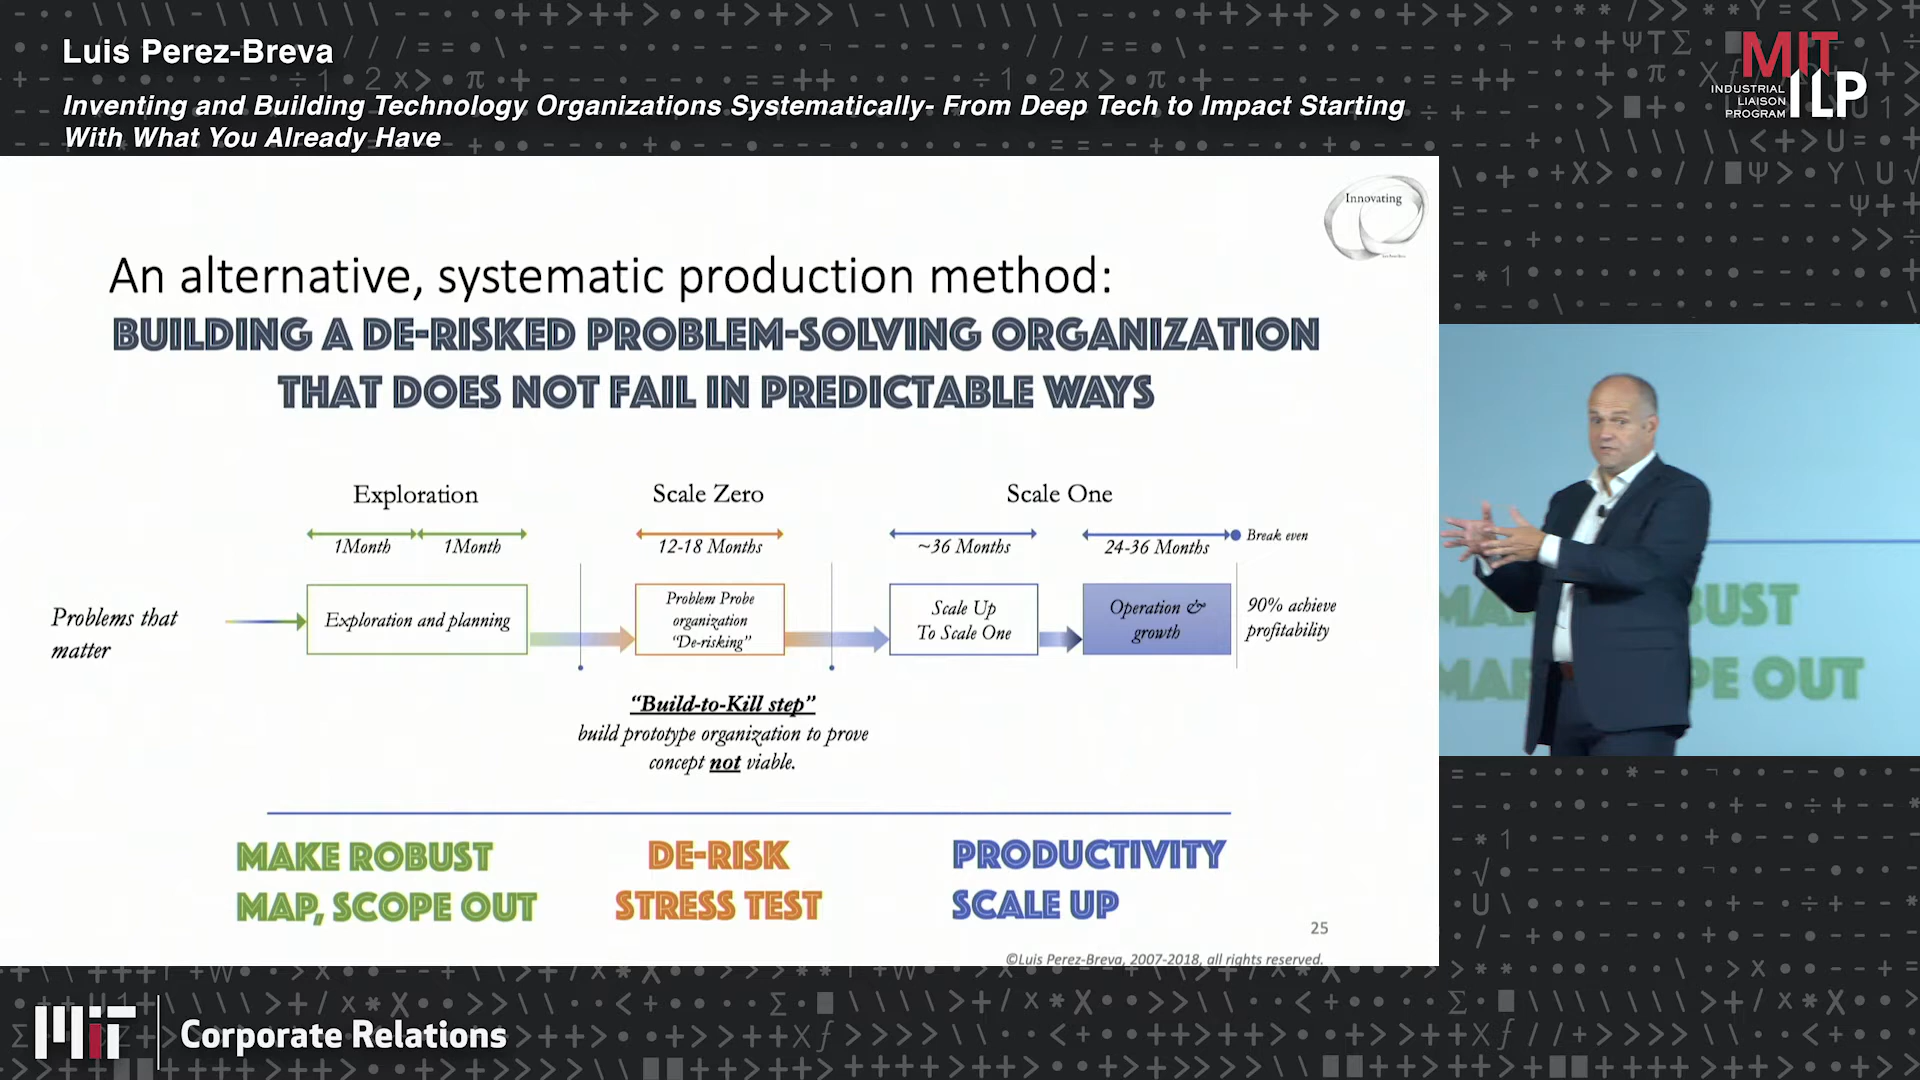 Luis Perez-Breva
Inventing and Building Technology Organizations Systematically- From Deep Tech to Impact Starting
With What You Already Have
MIT
INDUSTRIAL
LIAISON
PROGRAM
ILP
Innovating
An alternative, systematic production method:
BUILDING A DE-RISKED PROBLEM-SOLVING ORGANIZATION
THAT DOES NOT FAIL IN PREDICTABLE WAYS
Exploration
Scale Zero
Scale One
1Month
1Month
12-18 Months
~36 Months
24-36 Months
Break even
Problems that
matter
Exploration and planning
Problem Probe
organization
"De-risking"
Scale Up
To Scale One
Operation &
growth
90% achieve
profitability
"Build-to-Kill step"
build prototype organization to prove
concept not viable.
MAKE ROBUST
MAP, SCOPE OUT
DE-RISK
STRESS TEST
PRODUCTIVITY
SCALE UP
25
©Luis Perez-Breva, 2007-2018, all rights reserved.
MIT
Corporate Relations